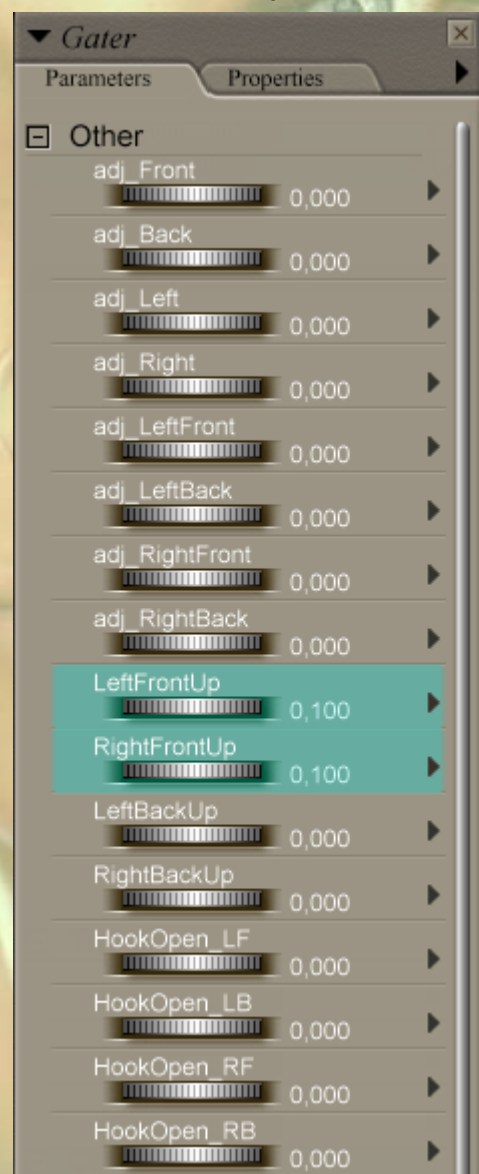 Gater
Parameters Properties
Other
adj_Front
0,000
adj_Back
0,000
adj_Left
0,000
adj_Right
0,000
adj_LeftFront
0,000
adj_LeftBack
0,000
adj_RightFront
0,000
adj_RightBack
0,000
LeftFrontUp
0,100
RightFrontUp
0,100
LeftBackUp
0,000
RightBackUp
0,000
HookOpen_LF
0,000
HookOpen_LB
0,000
HookOpen_RF
0,000
HookOpen_RB
0,000